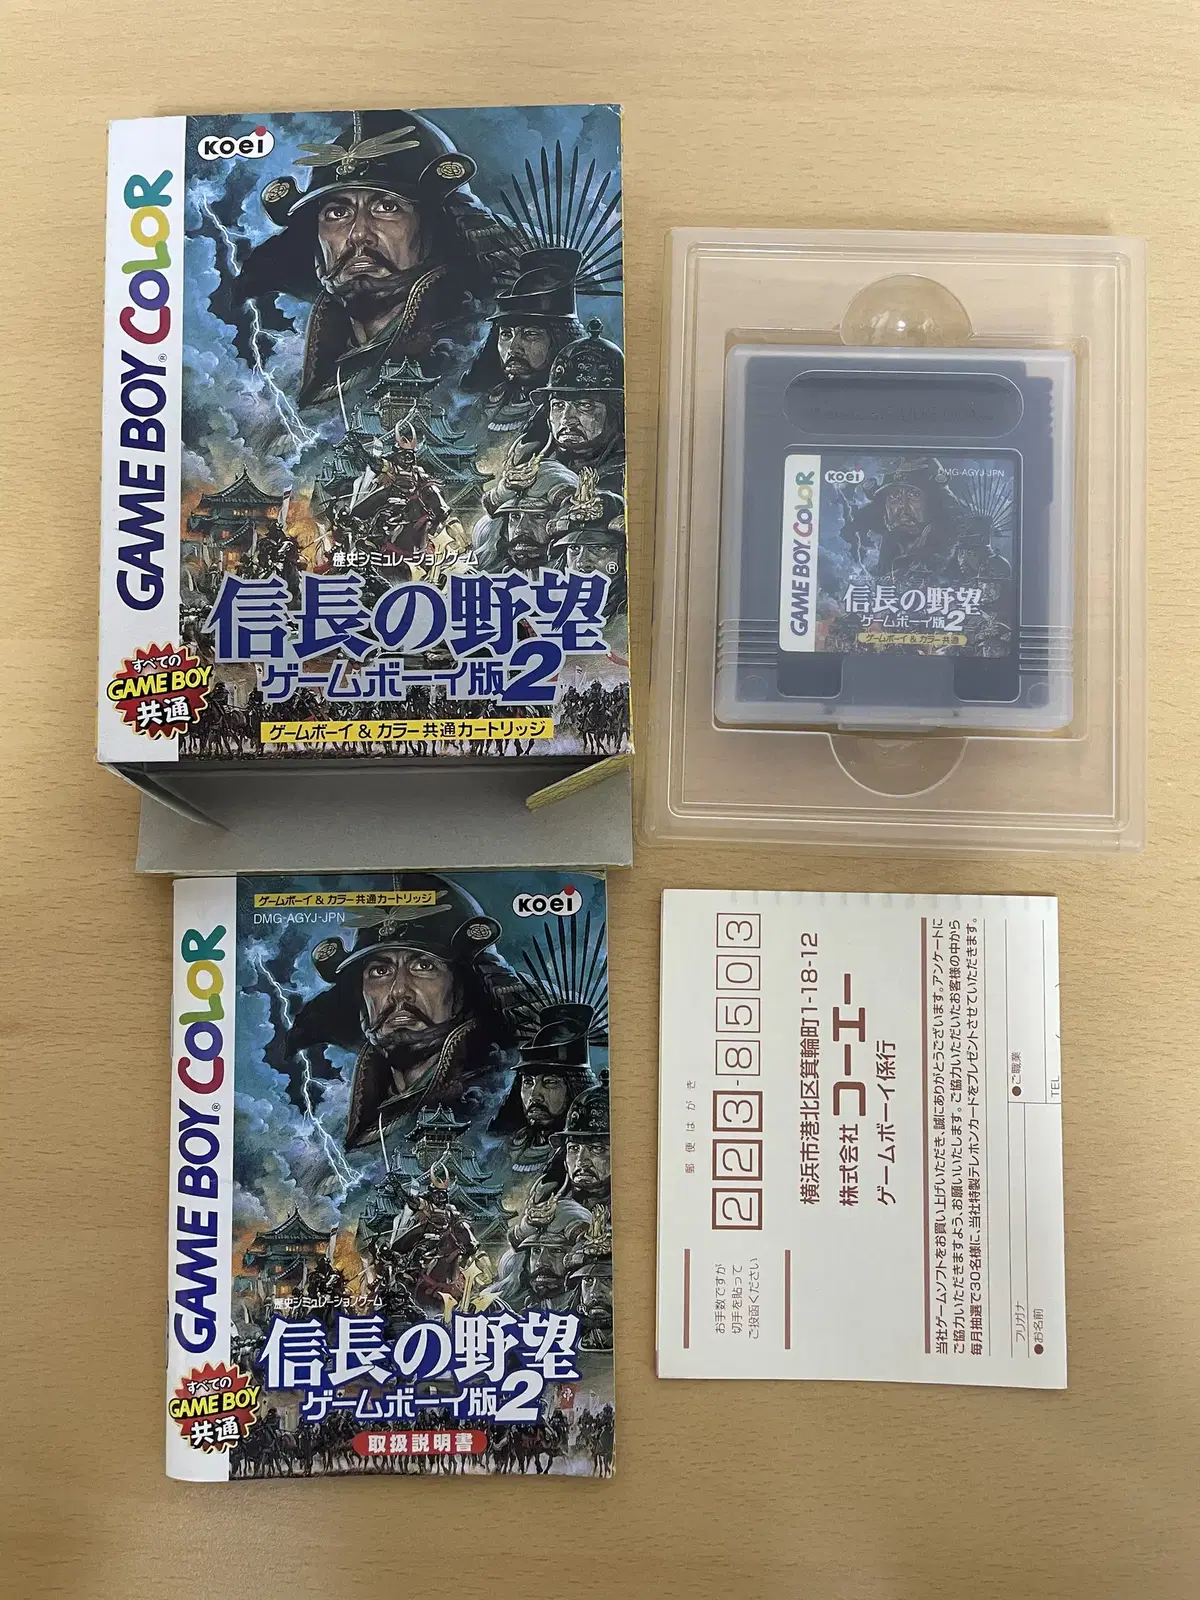 Koei
GAME BOY COLOR
歴史シミュレーションゲーム
信長の野望®
ゲームボーイ版2
すべての
GAME BOY
共通
ゲームボーイ & カラー共通カートリッジ
DMG-AGYJ-JPN
Koei
GAME BOY COLOR
信長の野望
ゲームボーイ版2
ゲームボーイ & カラー共通
ゲームボーイ & カラー共通カートリッジ
DMG-AGYJ-JPN
Koei
GAME BOY® COLOR
歴史シミュレーションゲーム
信長の野望®
ゲームボーイ版2
すべての
GAME BOY
共通
取扱説明書
郵便はがき
223-8503
お手数ですが
切手を貼って
ご投函ください
横浜市港北区箕輪町1-18-12
株式会社 コーエー
ゲームボーイ係行
当社ゲームソフトをお買い上げいただき、誠にありがとうございます。アンケートに
ご協力いただきますよう、お願いいたします。ご協力いただいたお客様の中から
毎月抽選で30名様に、当社特製テレホンカードをプレゼントさせていただきます。
フリガナ
●お名前
●ご職業
TEL